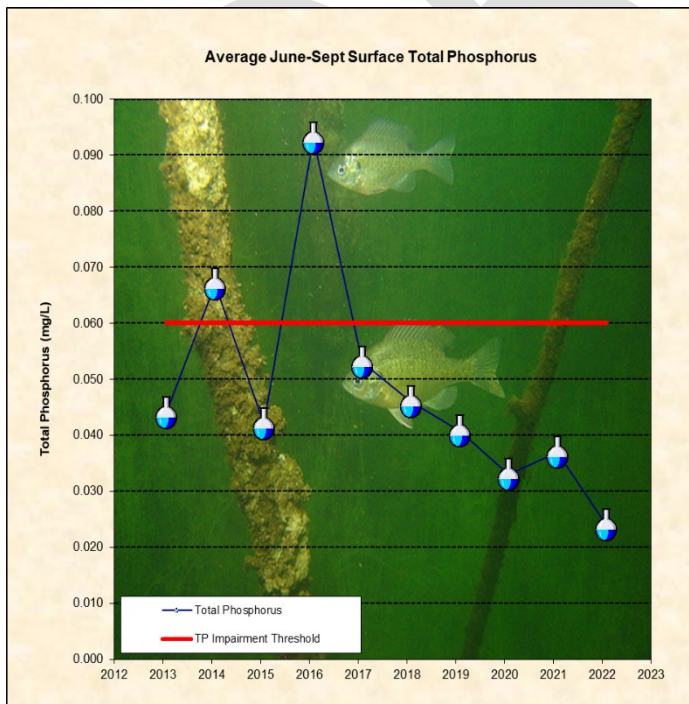 Average June-Sept Surface Total Phosphorus
Total Phosphorus (mg/L)
0.100
0.090
0.080
0.070
0.060
0.050
0.040
0.030
0.020
0.010
0.000
Total Phosphorus
TP Impairment Threshold
2012 2013 2014 2015 2016 2017 2018 2019 2020 2021 2022 2023